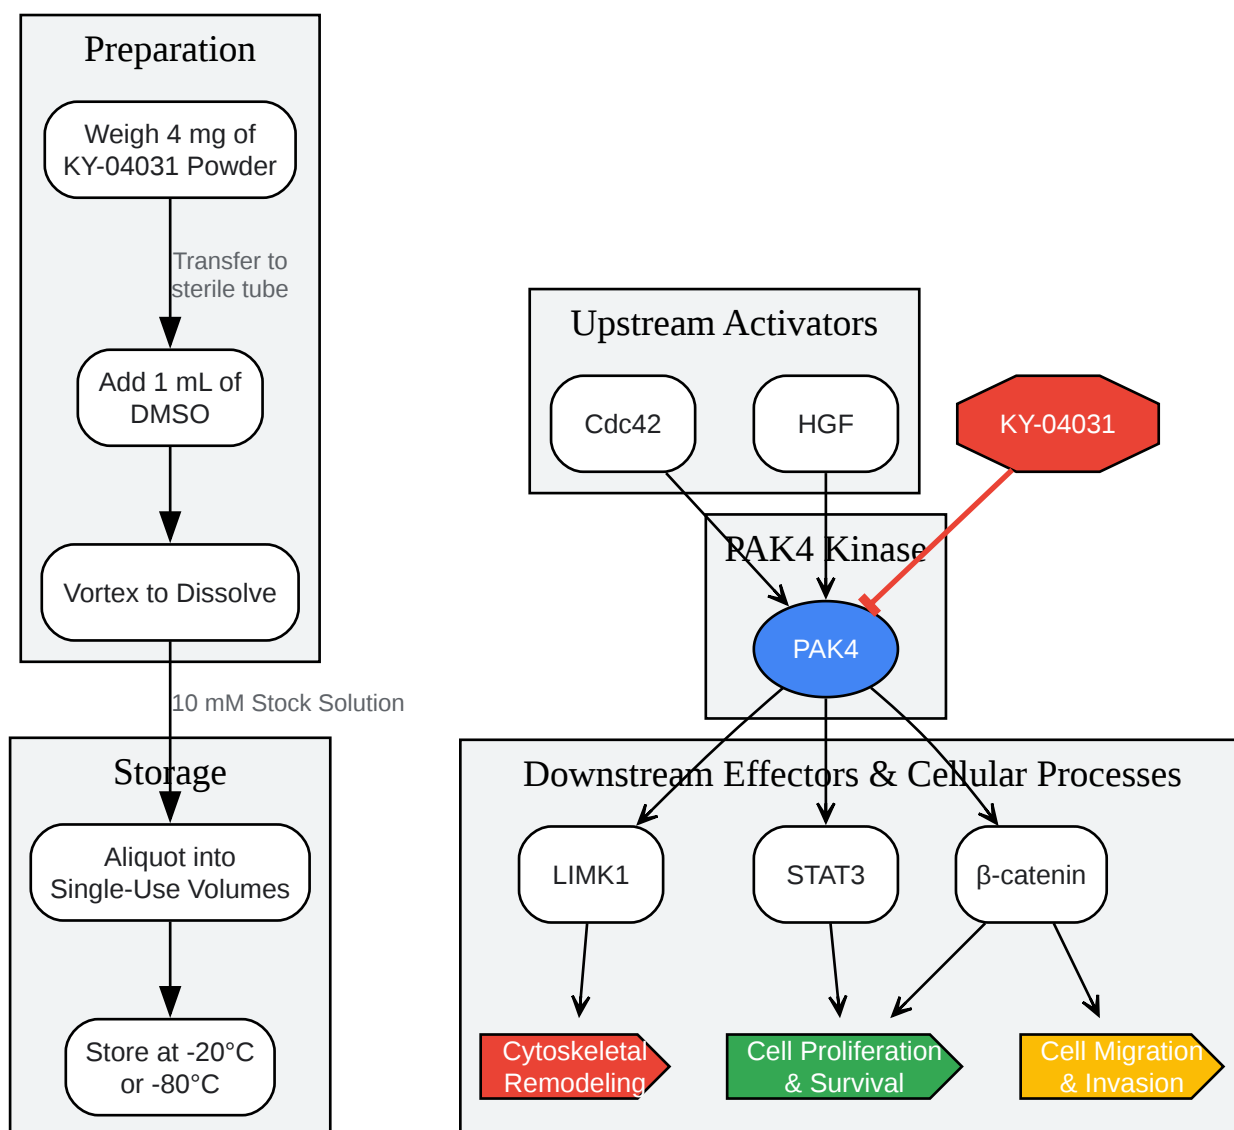 Preparation
Weigh 4 mg of
KY-04031 Powder
Transfer to
sterile tube
Add 1 mL of
DMSO
Vortex to Dissolve
10 mM Stock Solution
Storage
Aliquot into
Single-Use Volumes
Store at -20°C
or -80°C
Upstream Activators
Cdc42
HGF
KY-04031
PAK4 Kinase
PAK4
Downstream Effectors & Cellular Processes
LIMK1
STAT3
β-catenin
Cytoskeletal
Remodeling
Cell Proliferation
& Survival
Cell Migration
& Invasion